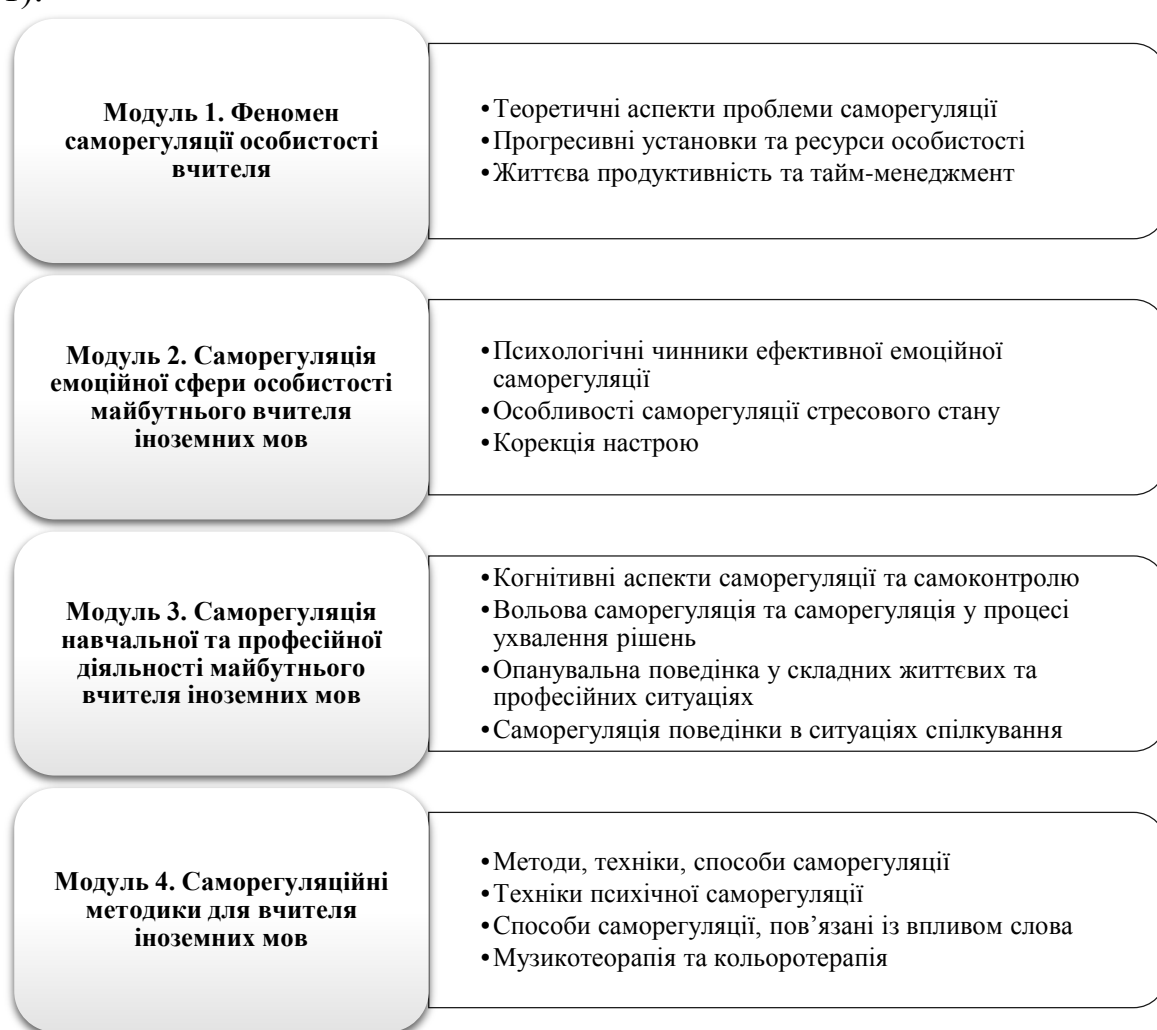 1).
Модуль 1. Феномен
саморегуляції особистості
вчителя
•Теоретичні аспекти проблеми саморегуляції
•Прогресивні установки та ресурси особистості
•Життєва продуктивність та тайм-менеджмент
Модуль 2. Саморегуляція
емоційної сфери особистості
майбутнього вчителя
іноземних мов
•Психологічні чинники ефективної емоційної
саморегуляції
•Особливості саморегуляції стресового стану
•Корекція настрою
Модуль 3. Саморегуляція
навчальної та професійної
діяльності майбутнього
вчителя іноземних мов
•Когнітивні аспекти саморегуляції та самоконтролю
•Вольова саморегуляція та саморегуляція у процесі
ухвалення рішень
•Опанувальна поведінка у складних життєвих та
професійних ситуаціях
•Саморегуляція поведінки в ситуаціях спілкування
Модуль 4. Саморегуляційні
методики для вчителя
іноземних мов
•Методи, техніки, способи саморегуляції
•Техніки психічної саморегуляції
•Способи саморегуляції, пов’язані із впливом слова
•Музикотеорапія та кольоротерапія